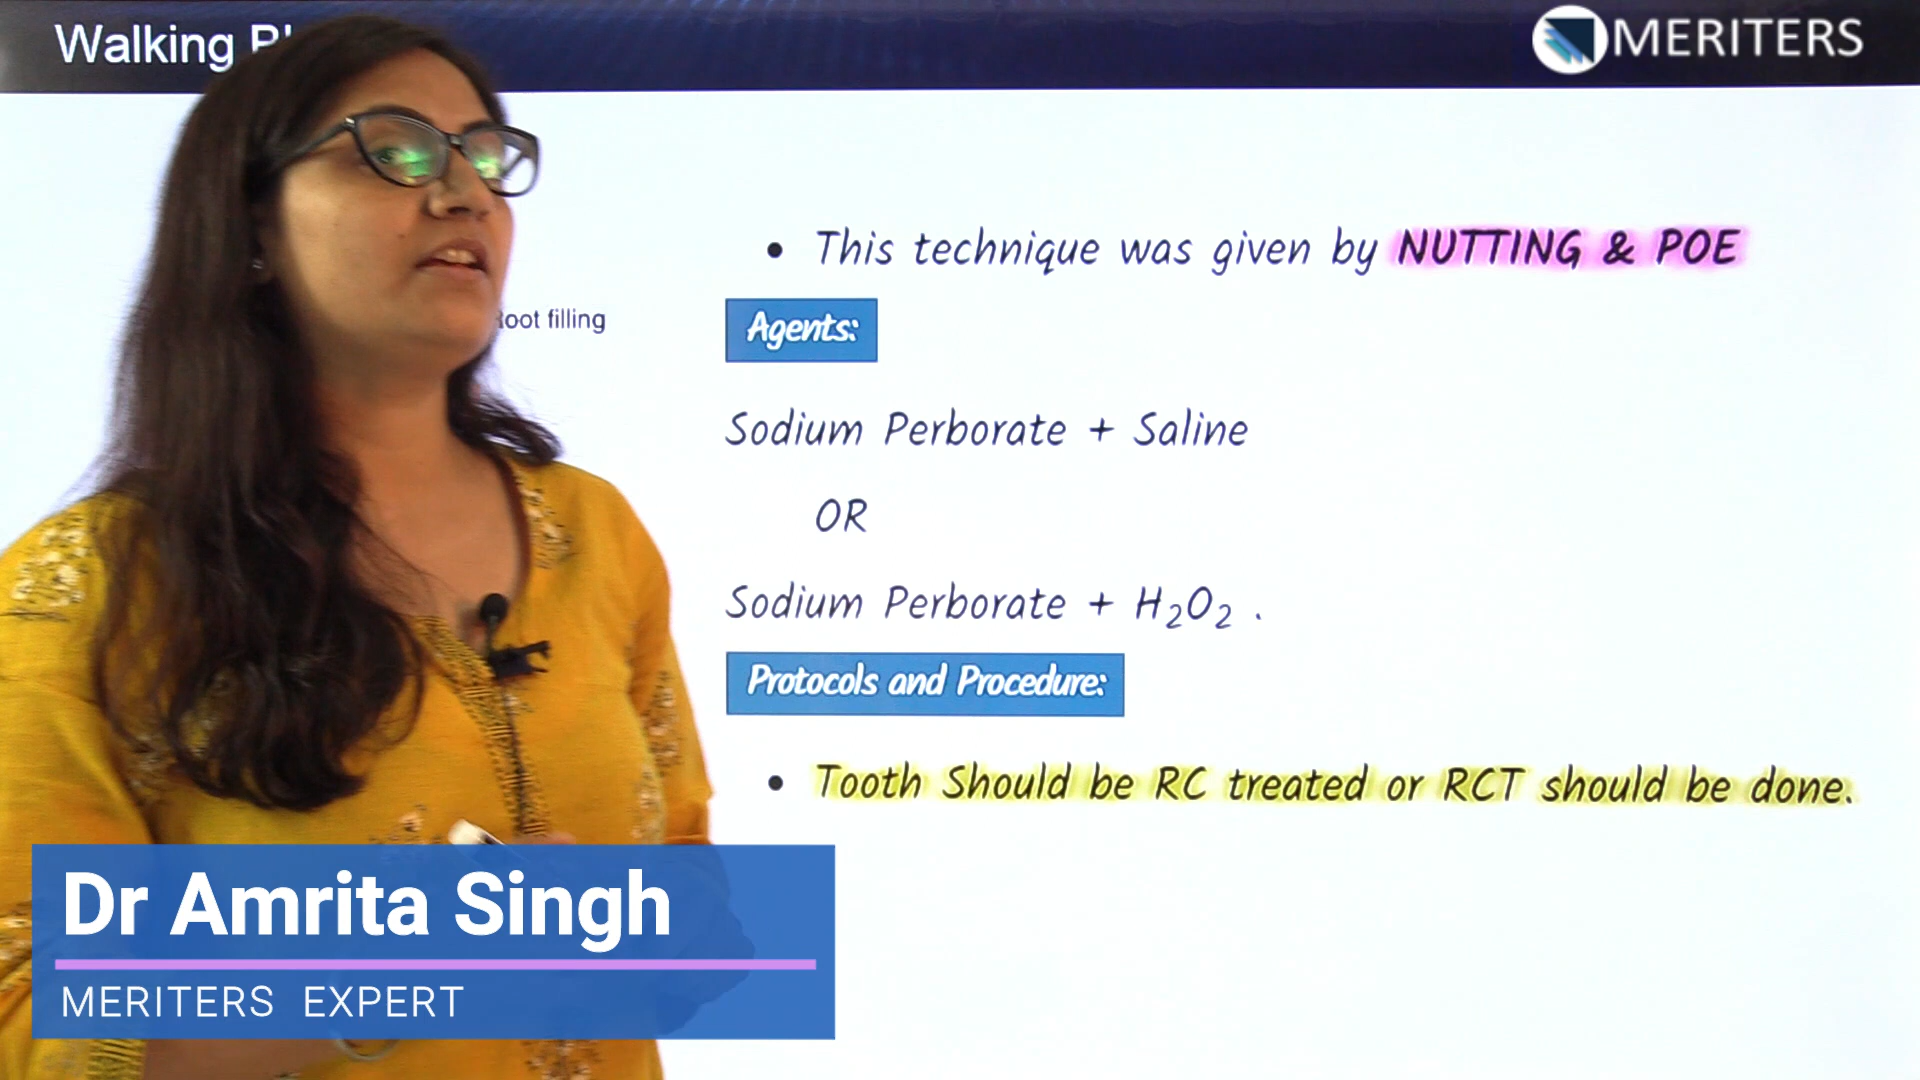 Walking
MERITERS
• This technique was given by NUTTING & POE
Agents:
Root filling
Sodium Perborate + Saline
OR
Sodium Perborate + H₂O₂ .
Protocols and Procedure:
• Tooth Should be RC treated or RCT should be done.
Dr Amrita Singh
MERITERS EXPERT